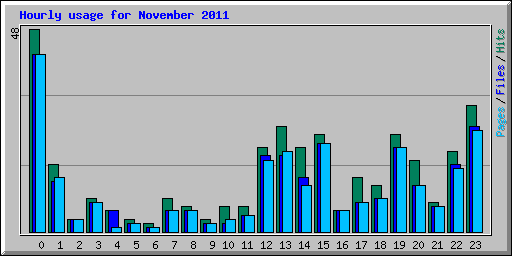 Hourly usage for November 2011
48
Pages / Files / Hits
0 1 2 3 4 5 6 7 8 9 10 11 12 13 14 15 16 17 18 19 20 21 22 23